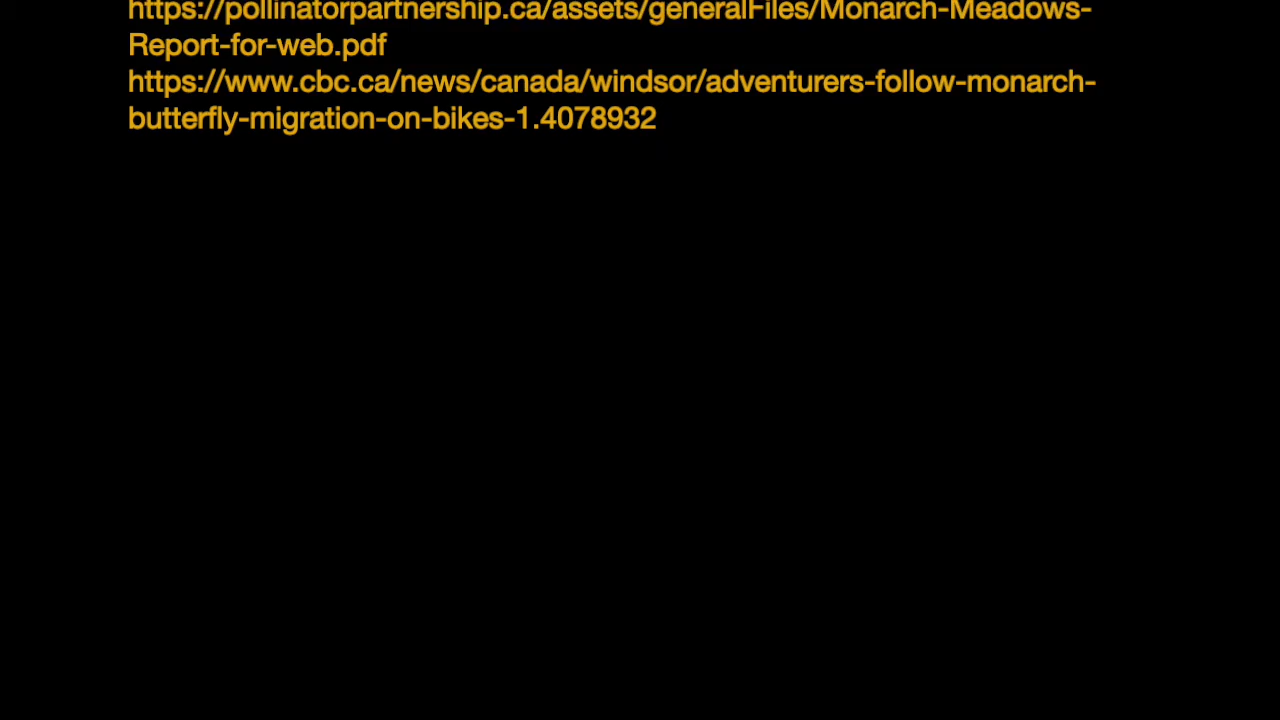 https://pollinatorpartnership.ca/assets/generalFiles/Monarch-Meadows-
Report-for-web.pdf
https://www.cbc.ca/news/canada/windsor/adventurers-follow-monarch-
butterfly-migration-on-bikes-1.4078932